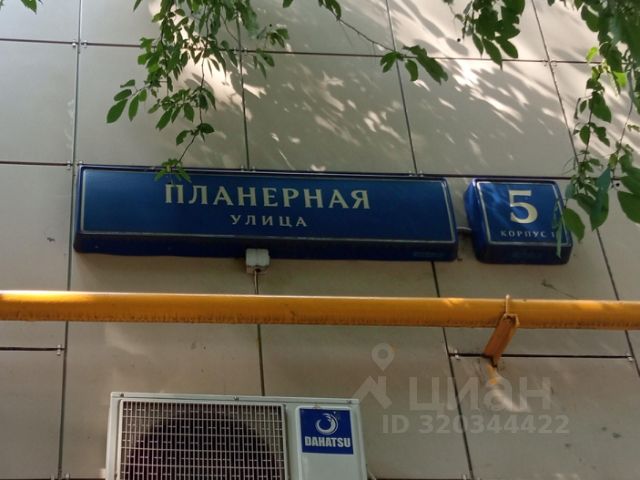 ПЛАНЕРНАЯ
УЛИЦА
5
КОРПУС 1
DAHATSU
циан
ID 320344422